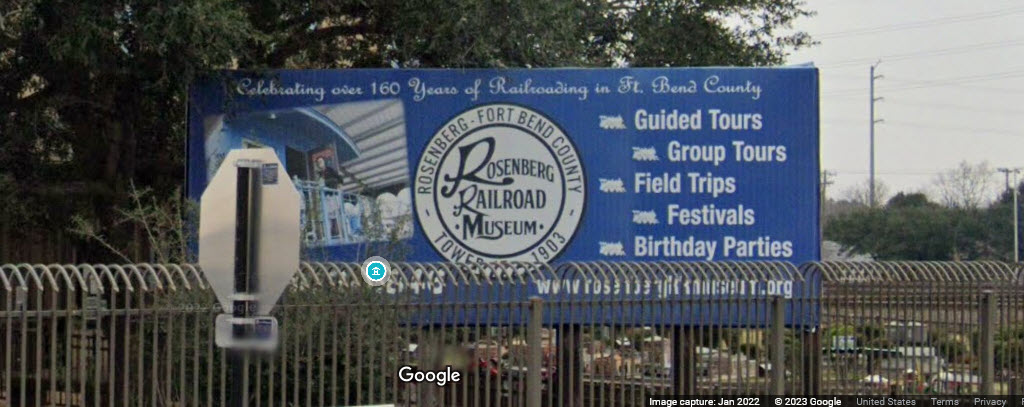 Celebrating over 160 Years of Railroading in Ft. Bend County
ROSENBERG - FORT BEND COUNTY
ROSENBERG
RAILROAD
MUSEUM
1903
Guided Tours
Group Tours
Field Trips
Festivals
Birthday Parties
Google
Image capture: Jan 2022 © 2023 Google United States Terms Privacy